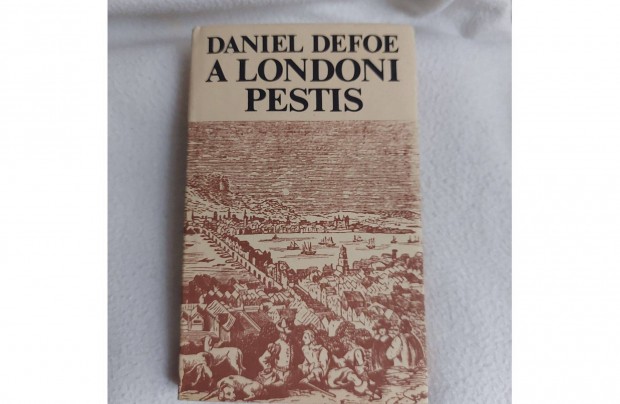 DANIEL DEFOE
A LONDONI
PESTIS